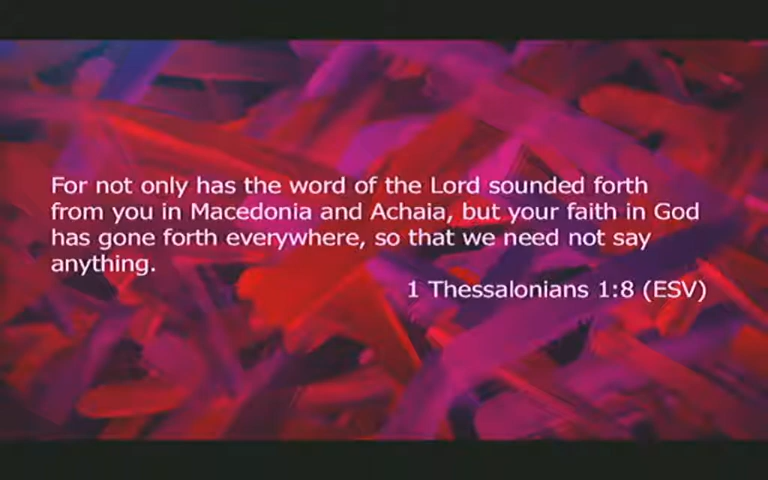 For not only has the word of the Lord sounded forth
from you in Macedonia and Achaia, but your faith in God
has gone forth everywhere, so that we need not say
anything.
1 Thessalonians 1:8 (ESV)